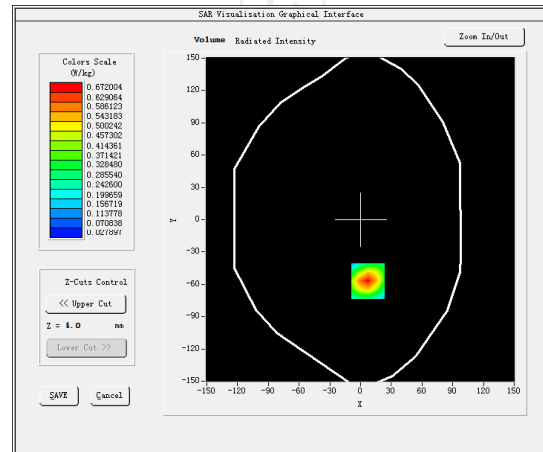 SAR Visualisation Graphical Interface
Volume Radiated Intensity
Zoom In/Out
Colors Scale
(W/kg)
0.672004
0.629064
0.586123
0.543183
0.500242
0.457302
0.414361
0.371421
0.328480
0.285540
0.242600
0.199659
0.156719
0.113778
0.070838
0.027897
Z-Cuts Control
<< Upper Cut
Z = 4.0 mm
Lower Cut >>
SAVE
Cancel
150
120
90
60
30
0
-30
-60
-90
-120
-150
Y
-150 -120 -90 -60 -30 0 30 60 90 120 150
X